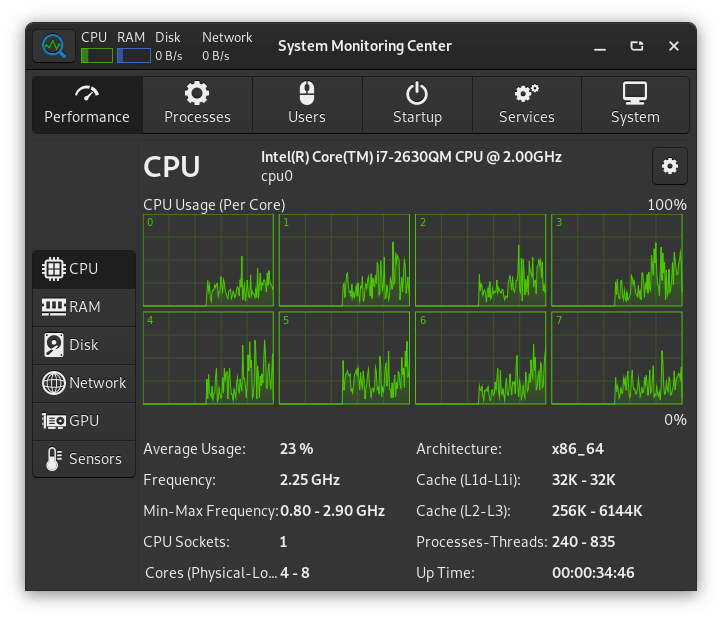 CPU RAM Disk Network
0 B/s 0 B/s
System Monitoring Center
Performance Processes Users Startup Services System
CPU
Intel(R) Core(TM) i7-2630QM CPU @ 2.00GHz
cpu0
CPU Usage (Per Core) 100%
0 1 2 3
4 5 6 7
0%
CPU
RAM
Disk
Network
GPU
Sensors
Average Usage: 23 % Architecture: x86_64
Frequency: 2.25 GHz Cache (L1d-L1i): 32K - 32K
Min-Max Frequency: 0.80 - 2.90 GHz Cache (L2-L3): 256K - 6144K
CPU Sockets: 1 Processes-Threads: 240 - 835
Cores (Physical-Lo... 4 - 8 Up Time: 00:00:34:46